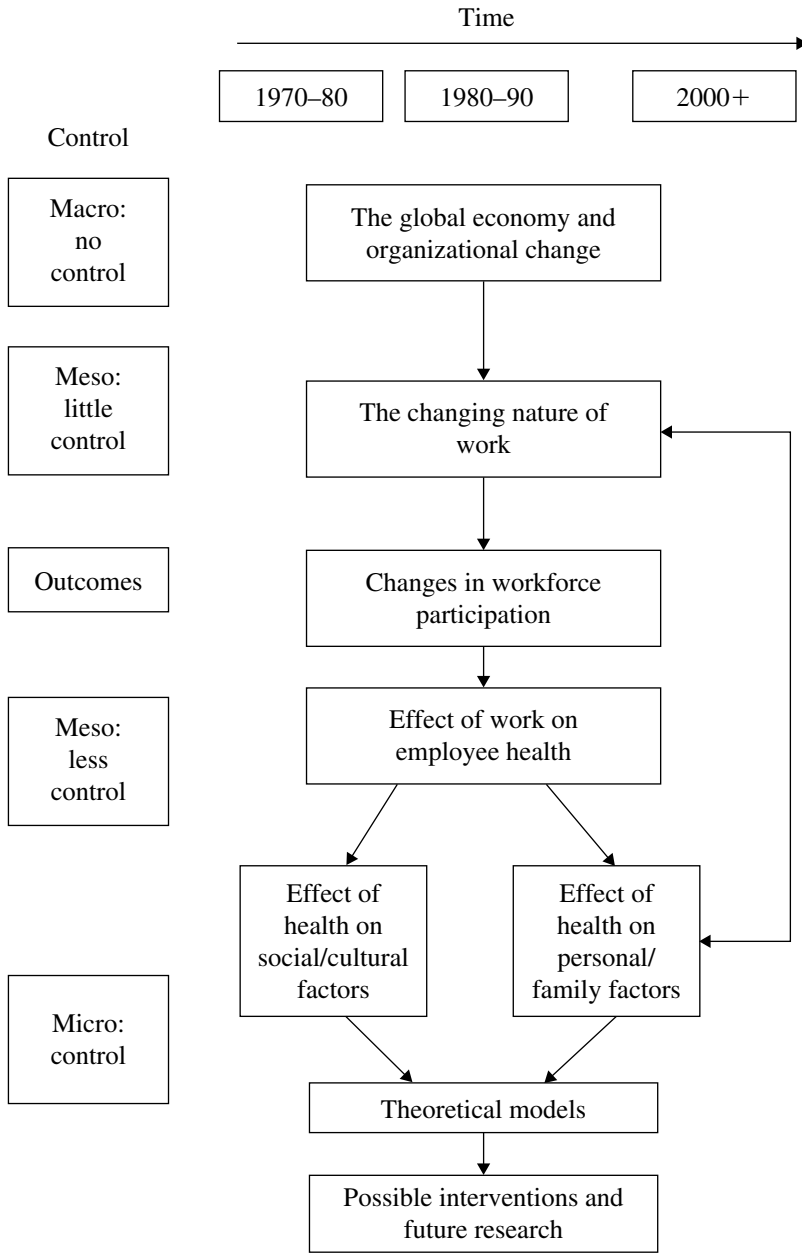 Time
1970–80
1980–90
2000+
Control
Macro:
no
control
The global economy and
organizational change
Meso:
little
control
The changing nature of
work
Outcomes
Changes in workforce
participation
Meso:
less
control
Effect of work on
employee health
Effect of
health on
social/cultural
factors
Effect of
health on
personal/
family factors
Micro:
control
Theoretical models
Possible interventions and
future research